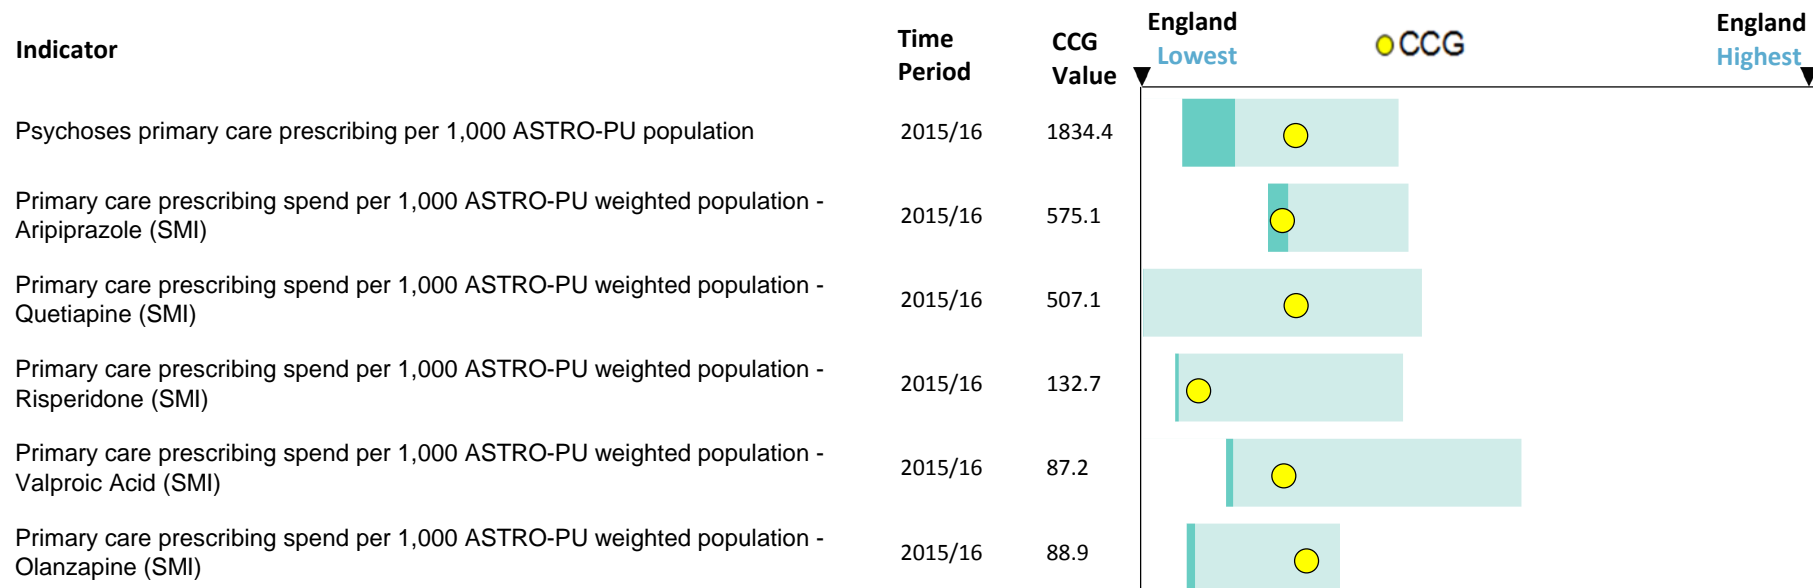 Indicator
Time
Period
CCG
Value
England
Lowest
CCG
England
Highest
Psychoses primary care prescribing per 1,000 ASTRO-PU population 2015/16 1834.4
Primary care prescribing spend per 1,000 ASTRO-PU weighted population -
Aripiprazole (SMI)
2015/16 575.1
Primary care prescribing spend per 1,000 ASTRO-PU weighted population -
Quetiapine (SMI)
2015/16 507.1
Primary care prescribing spend per 1,000 ASTRO-PU weighted population -
Risperidone (SMI)
2015/16 132.7
Primary care prescribing spend per 1,000 ASTRO-PU weighted population -
Valproic Acid (SMI)
2015/16 87.2
Primary care prescribing spend per 1,000 ASTRO-PU weighted population -
Olanzapine (SMI)
2015/16 88.9